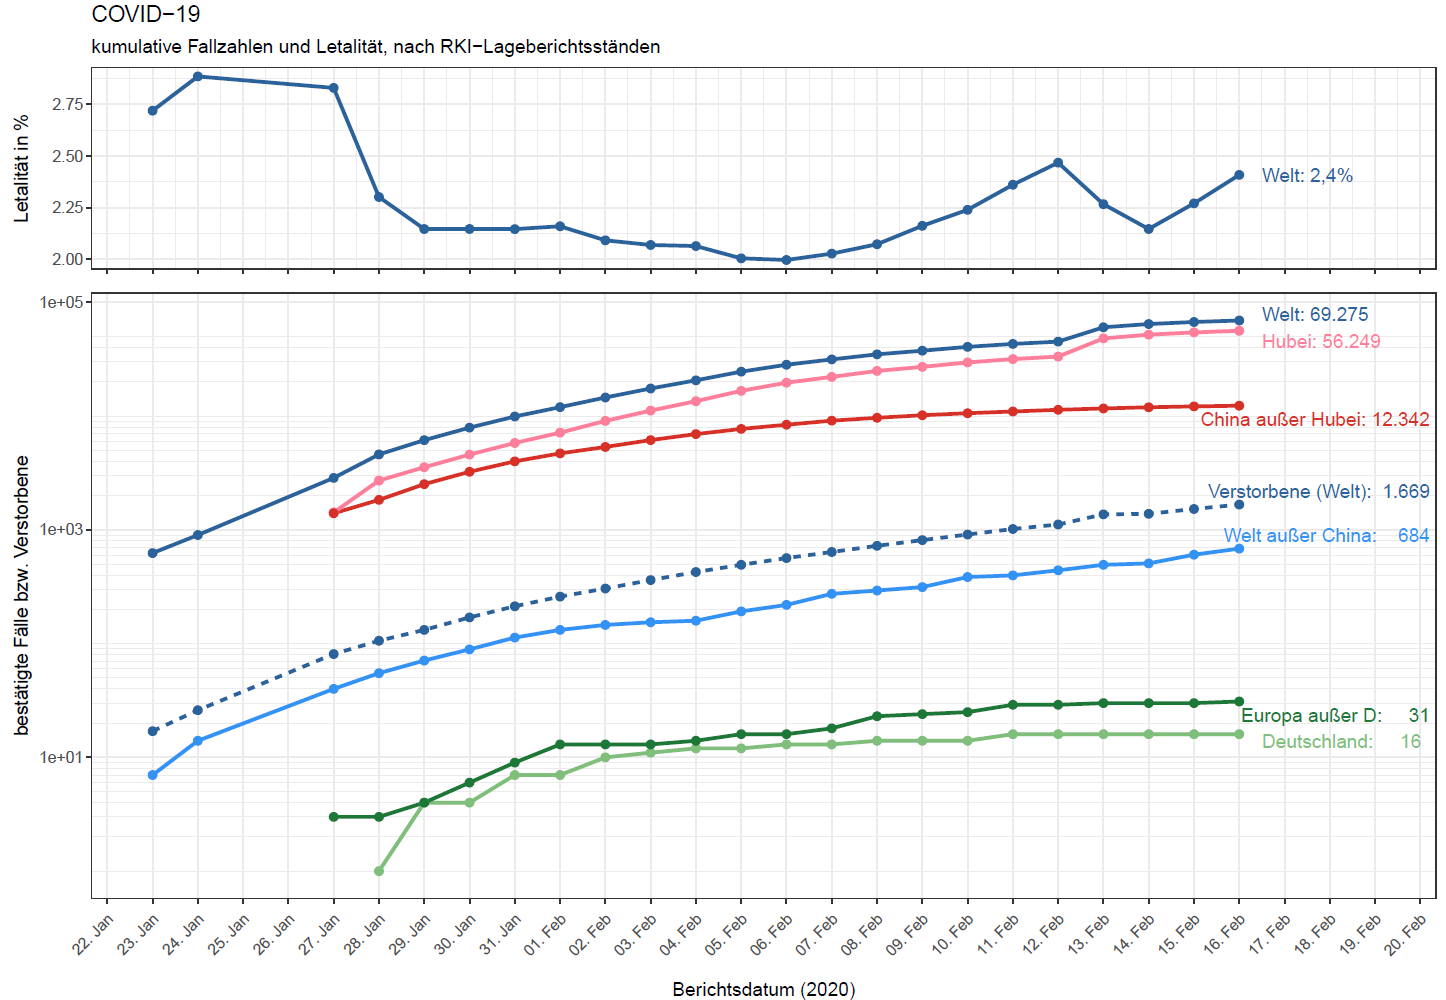 COVID−19
kumulative Fallzahlen und Letalität, nach RKI−Lageberichtsständen
Letalität in %
2.75
2.50
2.25
2.00
Welt: 2,4%
bestätigte Fälle bzw. Verstorbene
1e+05
1e+03
1e+01
Welt: 69.275
Hubei: 56.249
China außer Hubei: 12.342
Verstorbene (Welt): 1.669
Welt außer China: 684
Europa außer D: 31
Deutschland: 16
22. Jan
23. Jan
24. Jan
25. Jan
26. Jan
27. Jan
28. Jan
29. Jan
30. Jan
31. Jan
01. Feb
02. Feb
03. Feb
04. Feb
05. Feb
06. Feb
07. Feb
08. Feb
09. Feb
10. Feb
11. Feb
12. Feb
13. Feb
14. Feb
15. Feb
16. Feb
17. Feb
18. Feb
19. Feb
20. Feb
Berichtsdatum (2020)